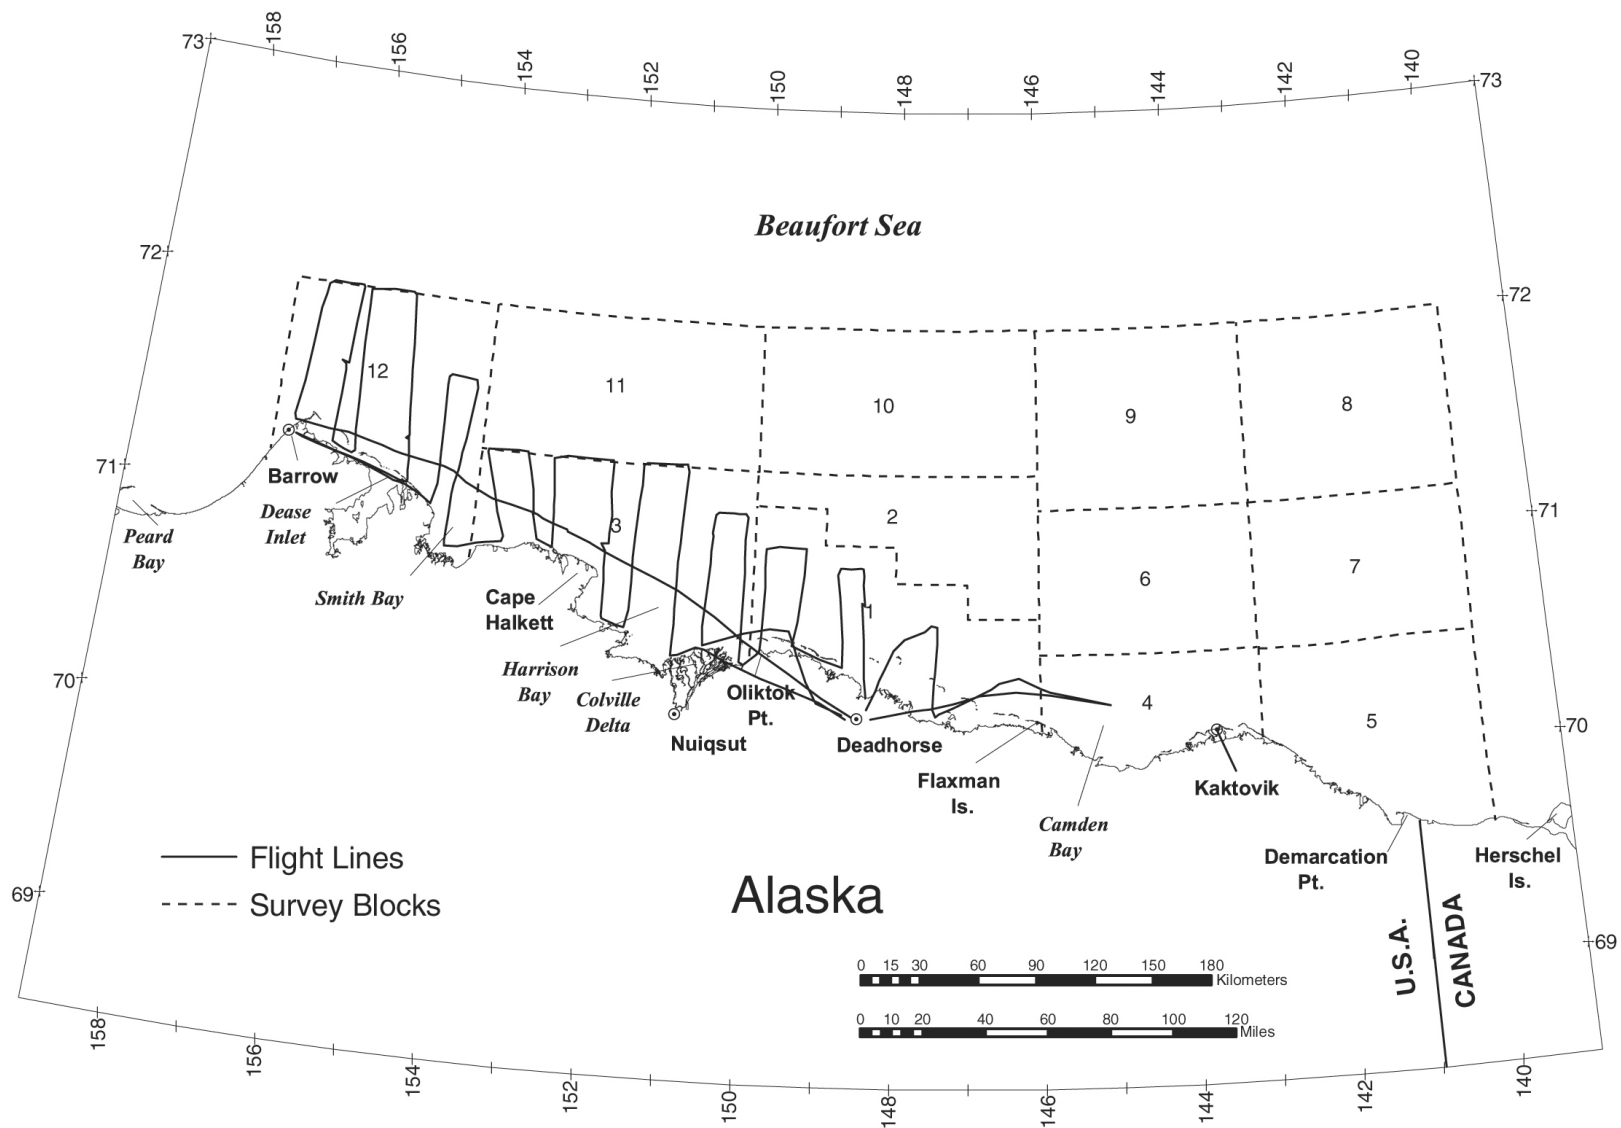 158
156
154
152
150
148
146
144
142
140
73
73
72
72
Beaufort Sea
12
11
10
9
8
71
71
Barrow
Dease
Inlet
Peard
Bay
3
2
6
7
Smith Bay
Cape
Halkett
Harrison
Bay
Colville
Delta
Oliktok
Pt.
Nuiqsut
Deadhorse
70
70
4
5
Flaxman
Is.
Kaktovik
Camden
Bay
Demarcation
Pt.
Herschel
Is.
Flight Lines
Survey Blocks
Alaska
69
69
U.S.A.
CANADA
0 15 30 60 90 120 150 180
Kilometers
0 10 20 40 60 80 100 120
Miles
158
156
154
152
150
148
146
144
142
140